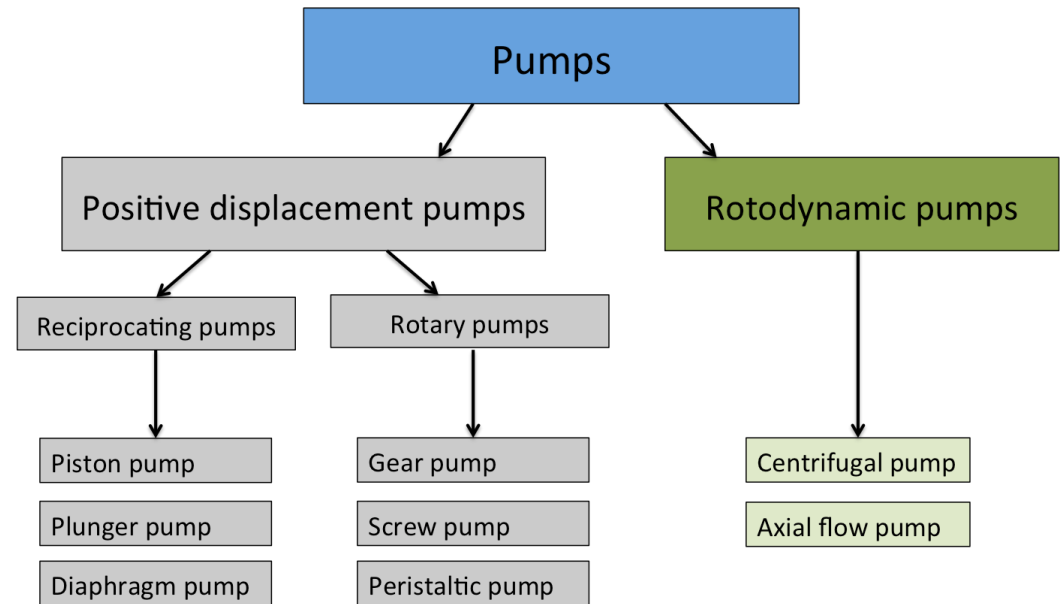 Pumps
Positive displacement pumps
Rotodynamic pumps
Reciprocating pumps
Rotary pumps
Piston pump
Gear pump
Centrifugal pump
Plunger pump
Screw pump
Axial flow pump
Diaphragm pump
Peristaltic pump